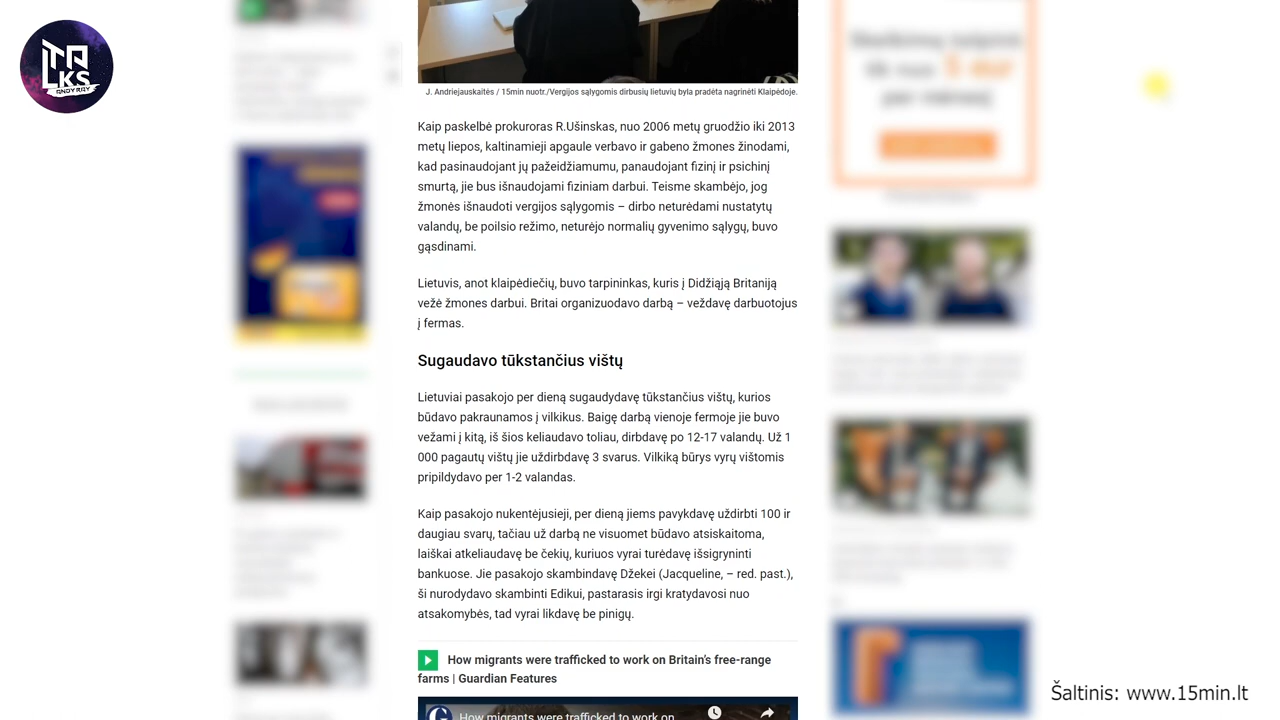 TALKS
ANDYRAY
J. Andriejauskaitės / 15min nuotr./Vergijos sąlygomis dirbusių lietuvių byla pradėta nagrinėti Klaipėdoje.
Kaip paskelbė prokuroras R.Ušinskas, nuo 2006 metų gruodžio iki 2013
metų liepos, kaltinamieji apgaule verbavo ir gabeno žmones žinodami,
kad pasinaudojant jų pažeidžiamumu, panaudojant fizinį ir psichinį
smurtą, jie bus išnaudojami fiziniam darbui. Teisme skambėjo, jog
žmonės išnaudoti vergijos sąlygomis – dirbo neturėdami nustatytų
valandų, be poilsio režimo, neturėjo normalių gyvenimo sąlygų, buvo
gąsdinami.
Lietuvis, anot klaipėdiečių, buvo tarpininkas, kuris į Didžiąją Britaniją
vežė žmones darbui. Britai organizuodavo darbą – veždavę darbuotojus
į fermas.
Sugaudavo tūkstančius vištų
Lietuviai pasakojo per dieną sugaudydavę tūkstančius vištų, kurios
būdavo pakraunamos į vilkikus. Baigę darbą vienoje fermoje jie buvo
vežami į kitą, iš šios keliaudavo toliau, dirbdavę po 12-17 valandų. Už 1
000 pagautų vištų jie uždirbdavę 3 svarus. Vilkiką būrys vyrų vištomis
pripildydavo per 1-2 valandas.
Kaip pasakojo nukentėjusieji, per dieną jiems pavykdavę uždirbti 100 ir
daugiau svarų, tačiau už darbą ne visuomet būdavo atsiskaitoma,
laiškai atkeliaudavę be čekių, kuriuos vyrai turėdavę išsigryninti
bankuose. Jie pasakojo skambindavę Džekei (Jacqueline, – red. past.),
ši nurodydavo skambinti Edikui, pastarasis irgi kratydavosi nuo
atsakomybės, tad vyrai likdavę be pinigų.
How migrants were trafficked to work on Britain's free-range
farms | Guardian Features
How migrants were trafficked to work on
Šaltinis: www.15min.lt